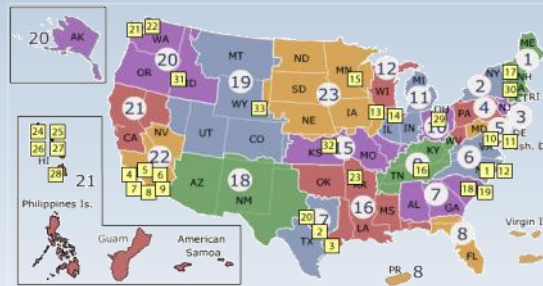 20
AK
21
22
WA
20
OR
31
ID
MT
19
WY
33
ND
MN
15
SD
23
NE
IA
12
WI
13
14
MI
11
IL
IN
OH
29
10
ME
1
NH
NY
17
2
30
CT
RI
PA
4
3
NJ
DE
MD
5
WV
10
11
6
1
12
21
CA
NV
22
4
5
6
7
8
9
UT
CO
KS
32
15
MO
KY
TN
16
9
AZ
18
NM
OK
23
AR
16
LA
MS
AL
7
GA
18
19
20
17
2
TX
3
8
FL
24
25
26
27
HI
28
21
Philippines Is.
Guam
American
Samoa
PR
8
Virgin I